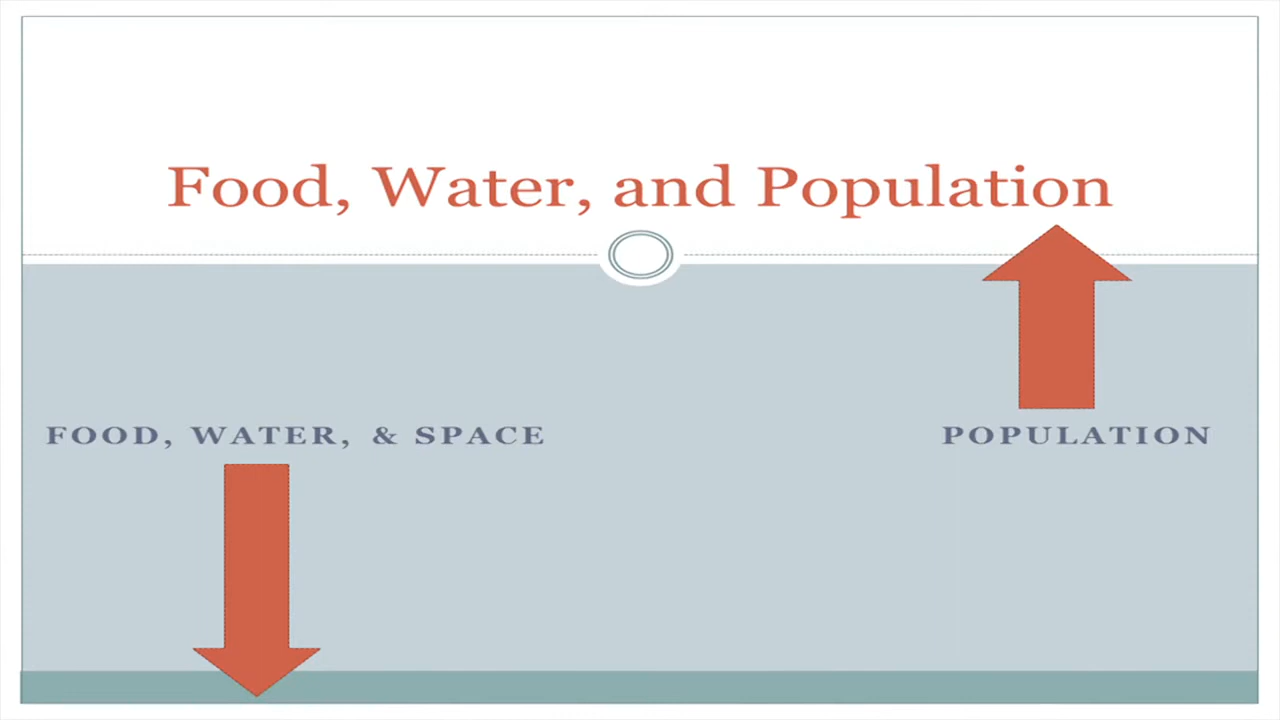 Food, Water, and Population
FOOD, WATER, & SPACE
POPULATION